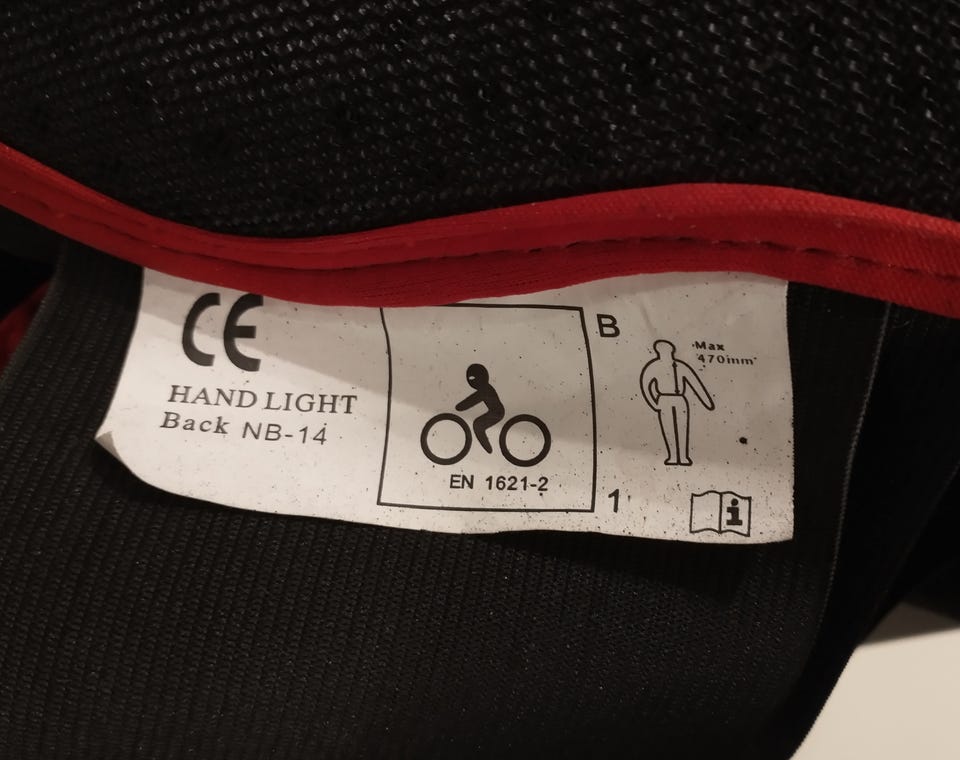 CE
HAND LIGHT
Back NB-14
EN 1621-2
B
1
Max
470mm
i